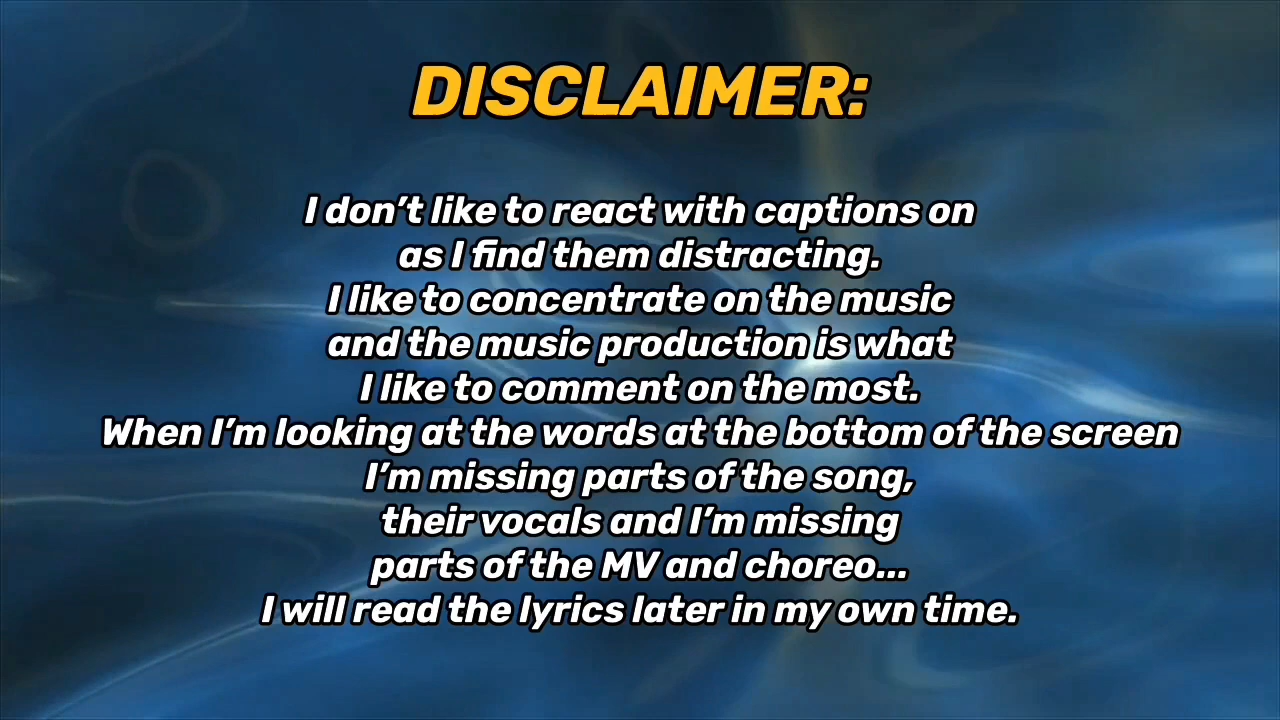 DISCLAIMER:
I don’t like to react with captions on
as I find them distracting.
I like to concentrate on the music
and the music production is what
I like to comment on the most.
When I’m looking at the words at the bottom of the screen
I’m missing parts of the song,
their vocals and I’m missing
parts of the MV and choreo...
I will read the lyrics later in my own time.